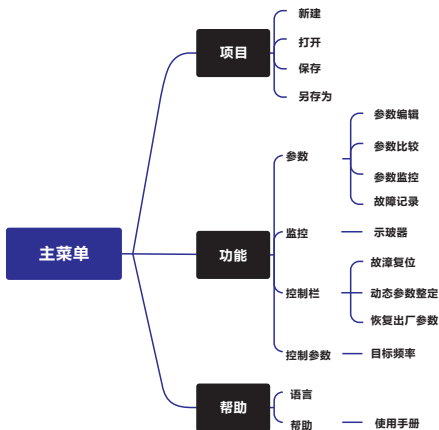 主菜单
项目
新建
打开
保存
另存为
功能
参数
参数编辑
参数比较
参数监控
故障记录
监控
示玻器
控制栏
故漳复位
动态参数整定
恢复出厂参数
控制参数
目标频率
帮助
语言
帮助
使用手册